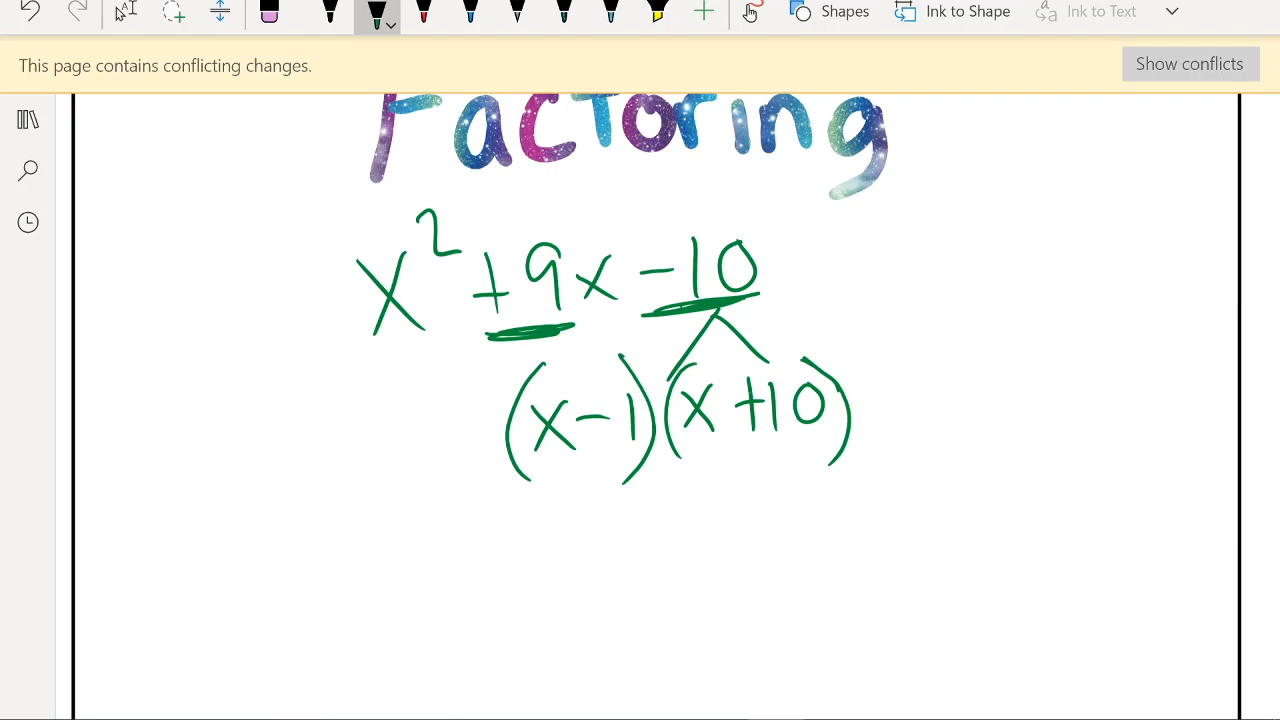 Shapes Ink to Shape Ink to Text
This page contains conflicting changes. Show conflicts
Factoring
x² +9x -10
(x-1)(x+10)